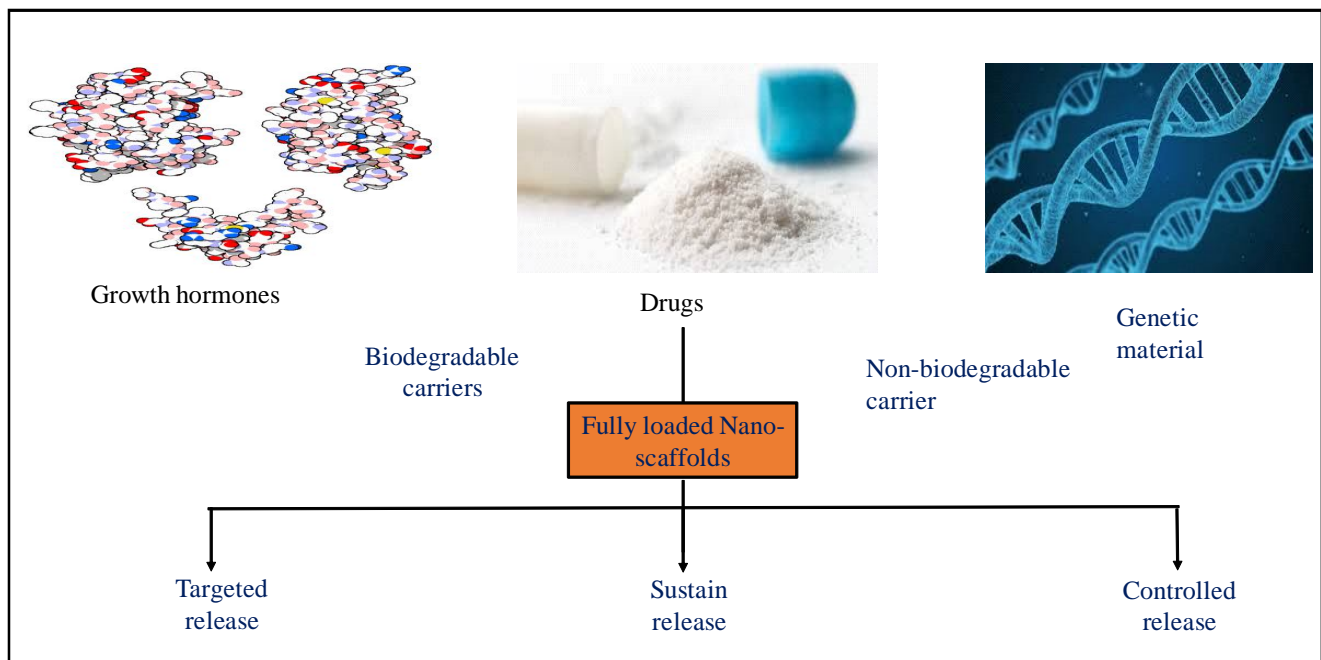 Growth hormones
Drugs
Genetic
material
Biodegradable
carriers
Non-biodegradable
carrier
Fully loaded Nano-
scaffolds
Targeted
release
Sustain
release
Controlled
release